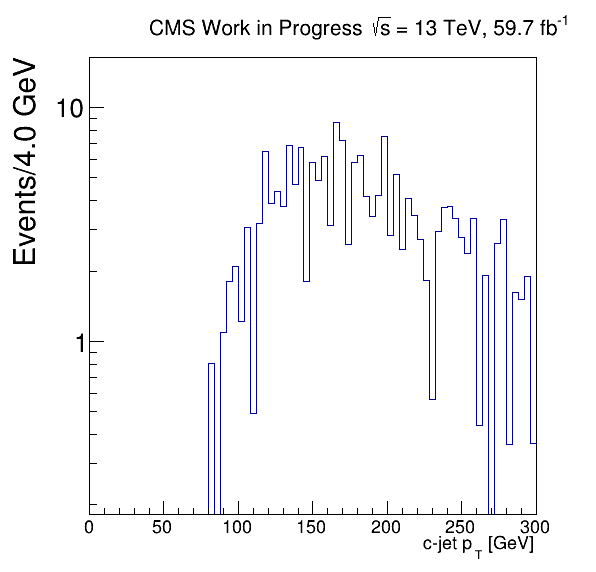 CMS Work in Progress √s = 13 TeV, 59.7 fb⁻¹
Events/4.0 GeV
10
1
0 50 100 150 200 250 300
c-jet p_T [GeV]